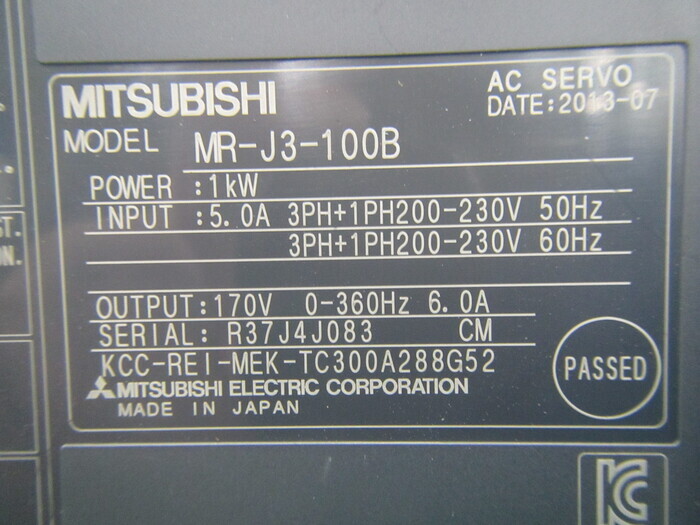 MITSUBISHI
AC SERVO
DATE:2013-07
MODEL MR-J3-100B
POWER :1kW
INPUT :5.0A 3PH+1PH200-230V 50Hz
3PH+1PH200-230V 60Hz
OUTPUT:170V 0-360Hz 6.0A
SERIAL: R37J4J083 CM
KCC-REI-MEK-TC300A288G52
MITSUBISHI ELECTRIC CORPORATION
MADE IN JAPAN
PASSED